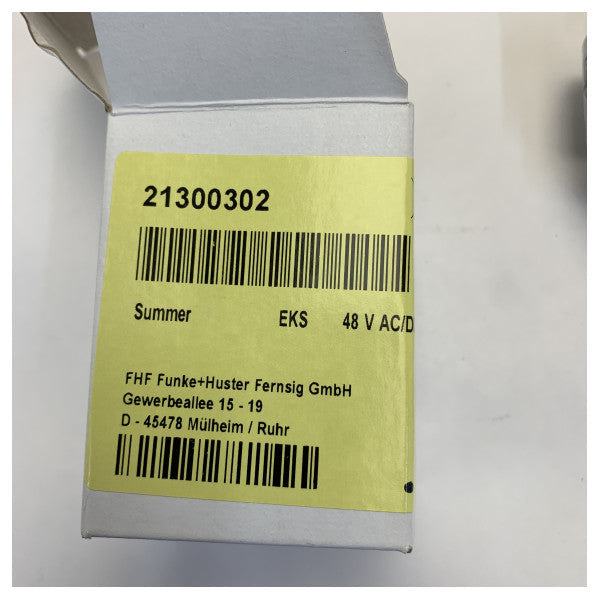 21300302
Summer EKS 48 V AC/D
FHF Funke+Huster Fernsig GmbH
Gewerbeallee 15 - 19
D - 45478 Mülheim / Ruhr